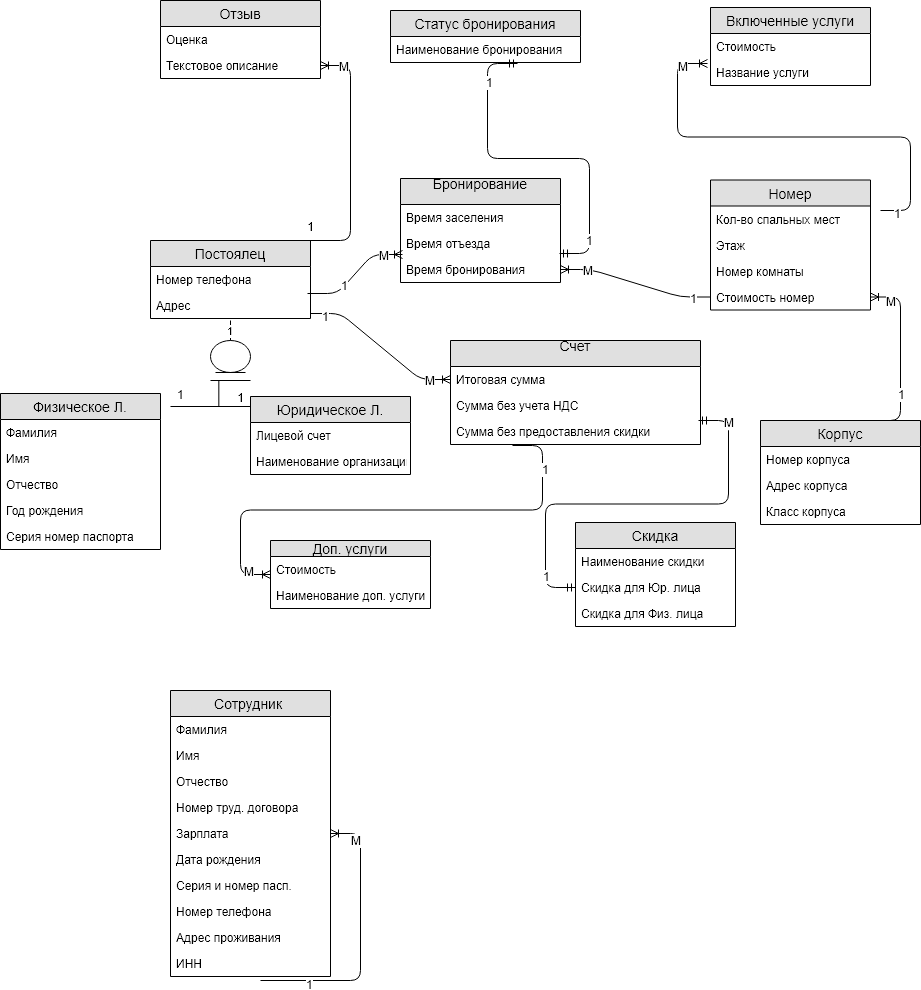 Отзыв
Оценка
Текстовое описание
М
1
Статус бронирования
Наименование бронирования
1
1
Включенные услуги
Стоимость
Название услуги
М
1
Бронирование
Время заселения
Время отъезда
Время бронирования
М
1
М
1
Номер
Кол-во спальных мест
Этаж
Номер комнаты
Стоимость номер
М
1
Постоялец
Номер телефона
Адрес
1
1
М
Счет
Итоговая сумма
Сумма без учета НДС
Сумма без предоставления скидки
М
1
1
М
1
1
Физическое Л.
Фамилия
Имя
Отчество
Год рождения
Серия номер паспорта
Юридическое Л.
Лицевой счет
Наименование организаци
Корпус
Номер корпуса
Адрес корпуса
Класс корпуса
Доп. услуги
Стоимость
Наименование доп. услуги
Скидка
Наименование скидки
Скидка для Юр. лица
Скидка для Физ. лица
Сотрудник
Фамилия
Имя
Отчество
Номер труд. договора
Зарплата
Дата рождения
Серия и номер пасп.
Номер телефона
Адрес проживания
ИНН
М
1